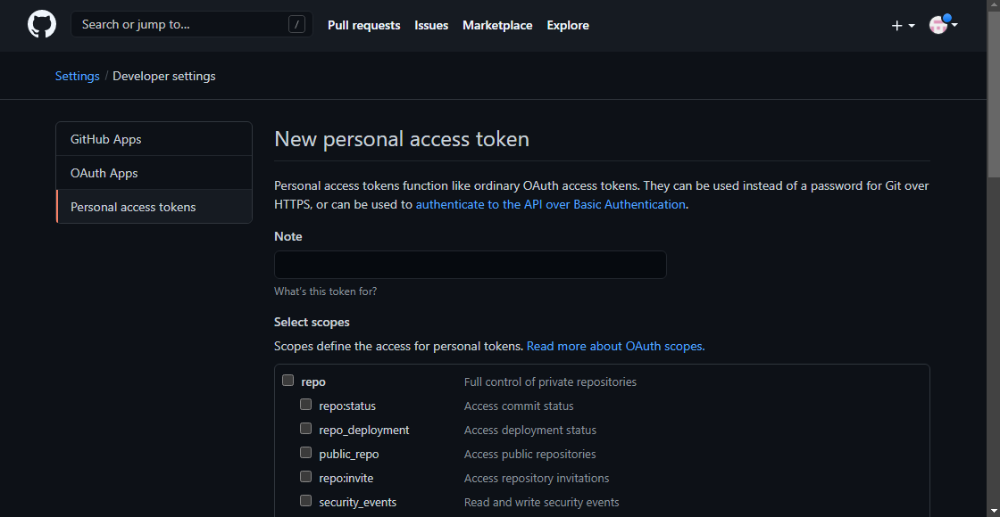 Search or jump to... /
Pull requests Issues Marketplace Explore
Settings / Developer settings
GitHub Apps
OAuth Apps
Personal access tokens
New personal access token
Personal access tokens function like ordinary OAuth access tokens. They can be used instead of a password for Git over
HTTPS, or can be used to authenticate to the API over Basic Authentication.
Note
What's this token for?
Select scopes
Scopes define the access for personal tokens. Read more about OAuth scopes.
repo Full control of private repositories
repo:status Access commit status
repo_deployment Access deployment status
public_repo Access public repositories
repo:invite Access repository invitations
security_events Read and write security events